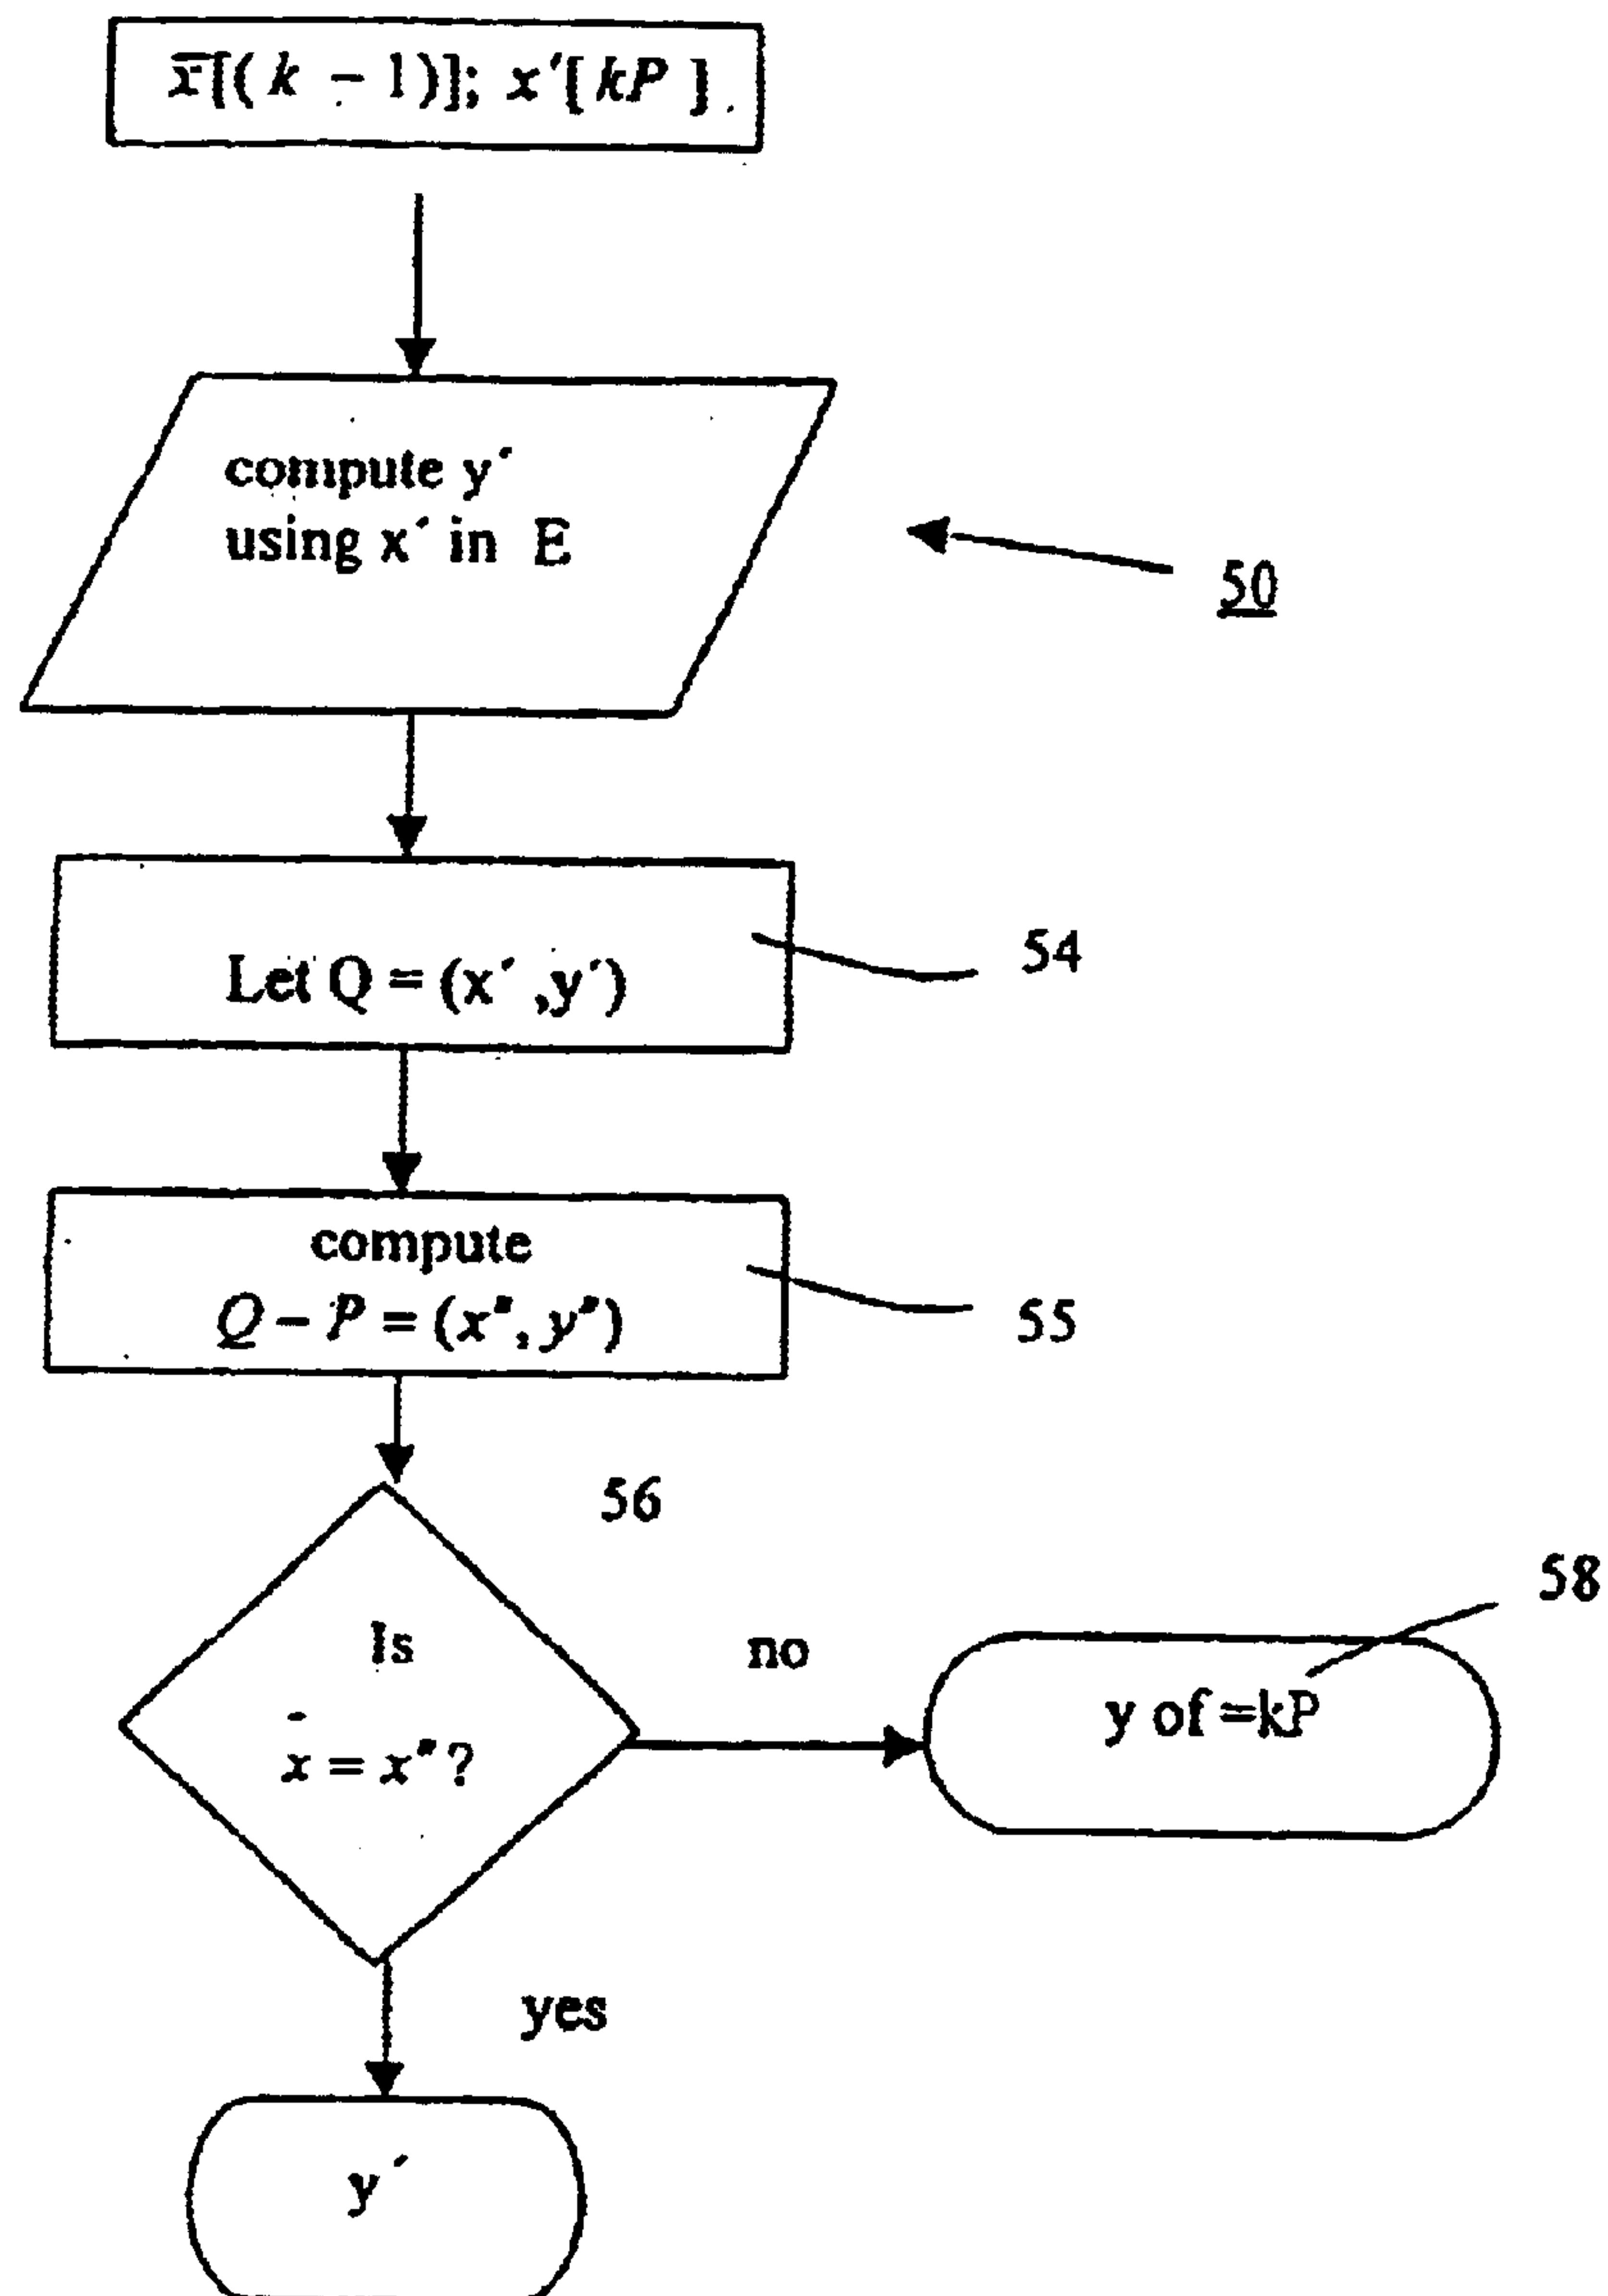 x̄[(k – 1)]; x′[kP].
compute y′
using x′ in E
50
Let Q = (x′ ,y′)
54
compute
Q – P = (x", y")
55
56
Is
x̄ = x"?
no
58
y of =kP
yes
y′